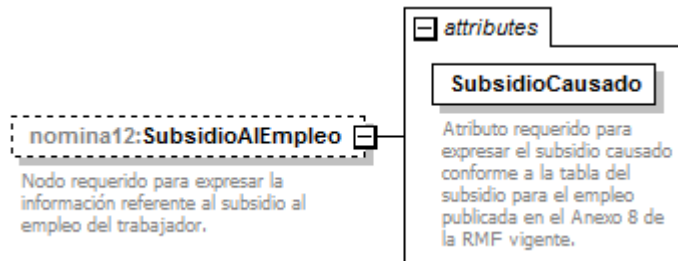 attributes
SubsidioCausado
Atributo requerido para
expresar el subsidio causado
conforme a la tabla del
subsidio para el empleo
publicada en el Anexo 8 de
la RMF vigente.
nomina12:SubsidioAlEmpleo
Nodo requerido para expresar la
información referente al subsidio al
empleo del trabajador.